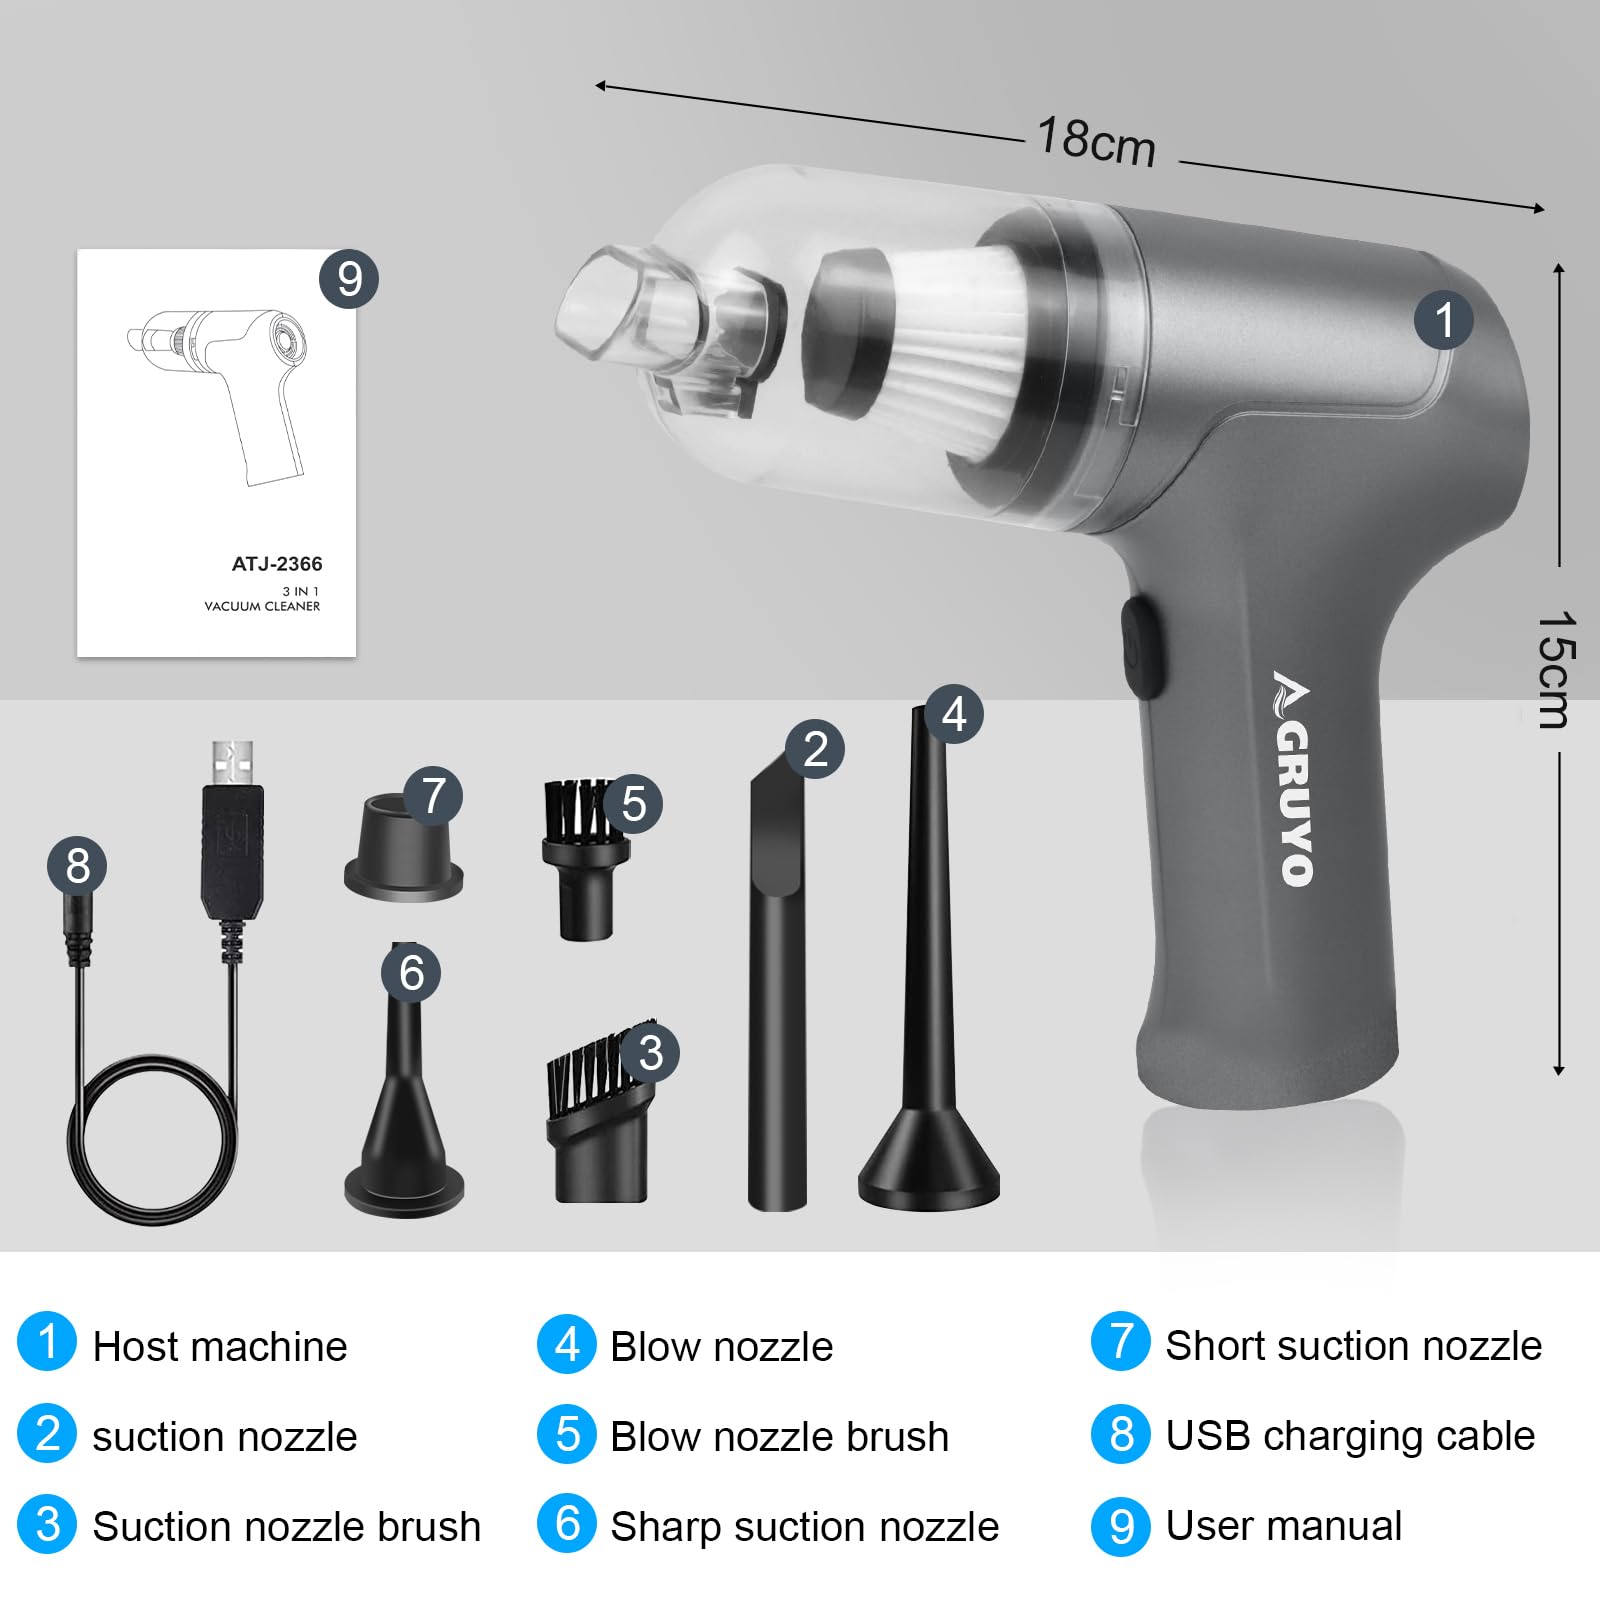 18cm
9
1
ATJ-2366
3 IN 1
VACUUM CLEANER
15cm
AGRUYO
4
2
7
5
8
6
3
1 Host machine
4 Blow nozzle
7 Short suction nozzle
2 suction nozzle
5 Blow nozzle brush
8 USB charging cable
3 Suction nozzle brush
6 Sharp suction nozzle
9 User manual